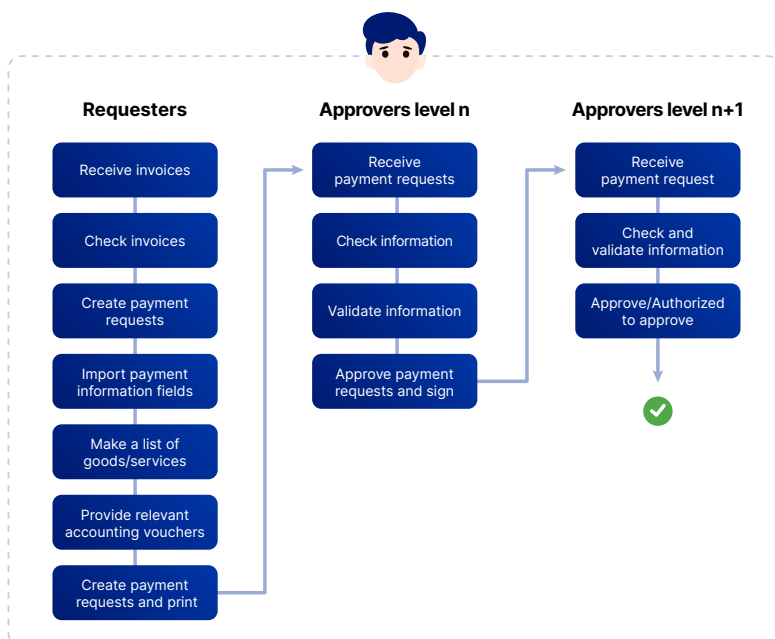 Requesters
Receive invoices
Check invoices
Create payment
requests
Import payment
information fields
Make a list of
goods/services
Provide relevant
accounting vouchers
Create payment
requests and print
Approvers level n
Receive
payment requests
Check information
Validate information
Approve payment
requests and sign
Approvers level n+1
Receive
payment request
Check and
validate information
Approve/Authorized
to approve